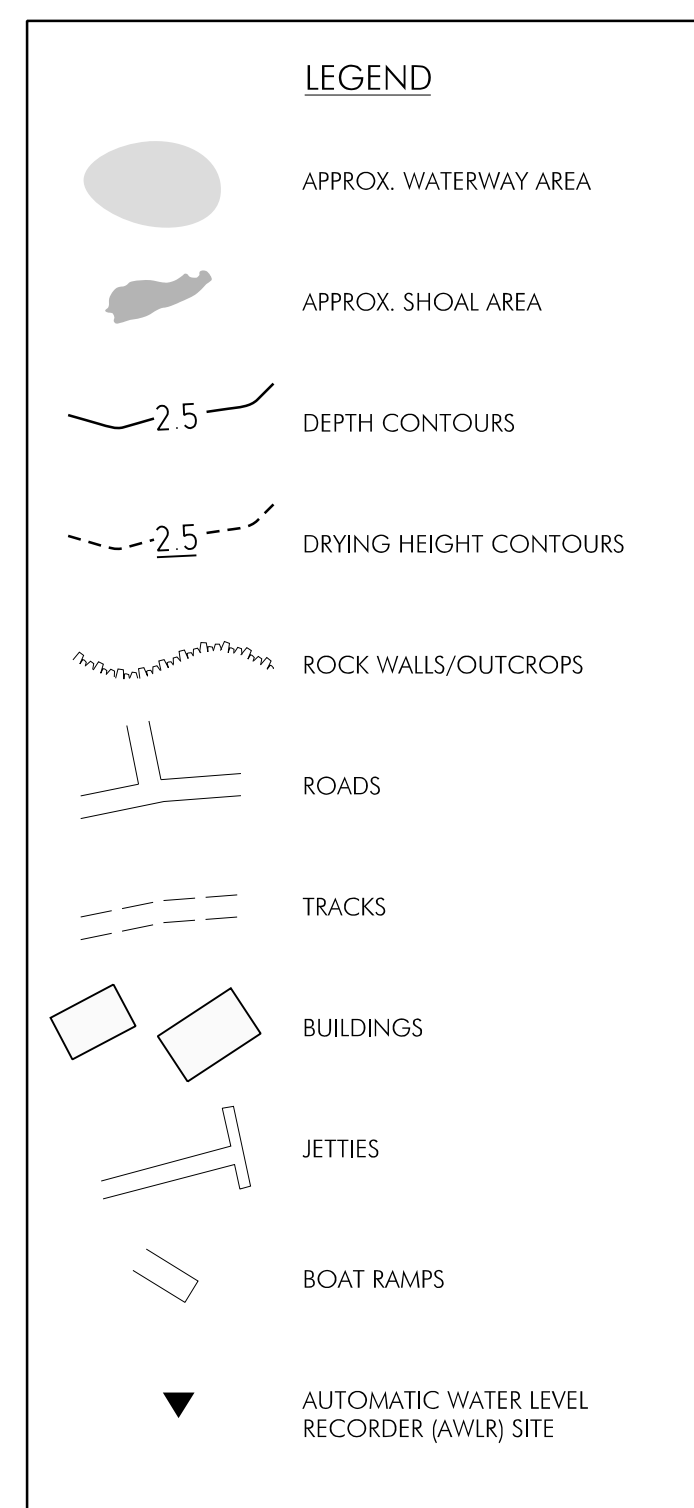 LEGEND
APPROX. WATERWAY AREA
APPROX. SHOAL AREA
2.5
DEPTH CONTOURS
2.5
DRYING HEIGHT CONTOURS
ROCK WALLS/OUTCROPS
ROADS
TRACKS
BUILDINGS
JETTIES
BOAT RAMPS
AUTOMATIC WATER LEVEL
RECORDER (AWLR) SITE